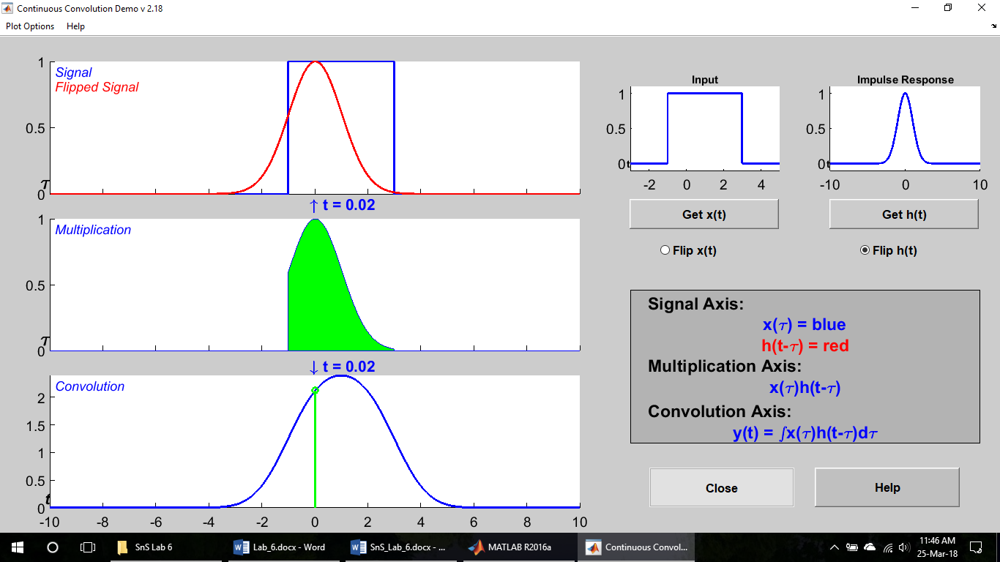 Continuous Convolution Demo v 2.18
Plot Options Help
Signal
Flipped Signal
1
0.5
τ
0
↑ t = 0.02
Multiplication
1
0.5
τ
0
↓ t = 0.02
Convolution
2
1.5
1
0.5
t
0
-10 -8 -6 -4 -2 0 2 4 6 8 10
Input
1
0.5
0 t
-2 0 2 4
Get x(t)
Flip x(t)
Impulse Response
1
0.5
0 t
-10 0 10
Get h(t)
Flip h(t)
Signal Axis:
x(τ) = blue
h(t-τ) = red
Multiplication Axis:
x(τ)h(t-τ)
Convolution Axis:
y(t) = ∫x(τ)h(t-τ)dτ
Close
Help
SnS Lab 6
Lab_6.docx - Word
SnS_Lab_6.docx - ...
MATLAB R2016a
Continuous Convol...
11:46 AM
25-Mar-18